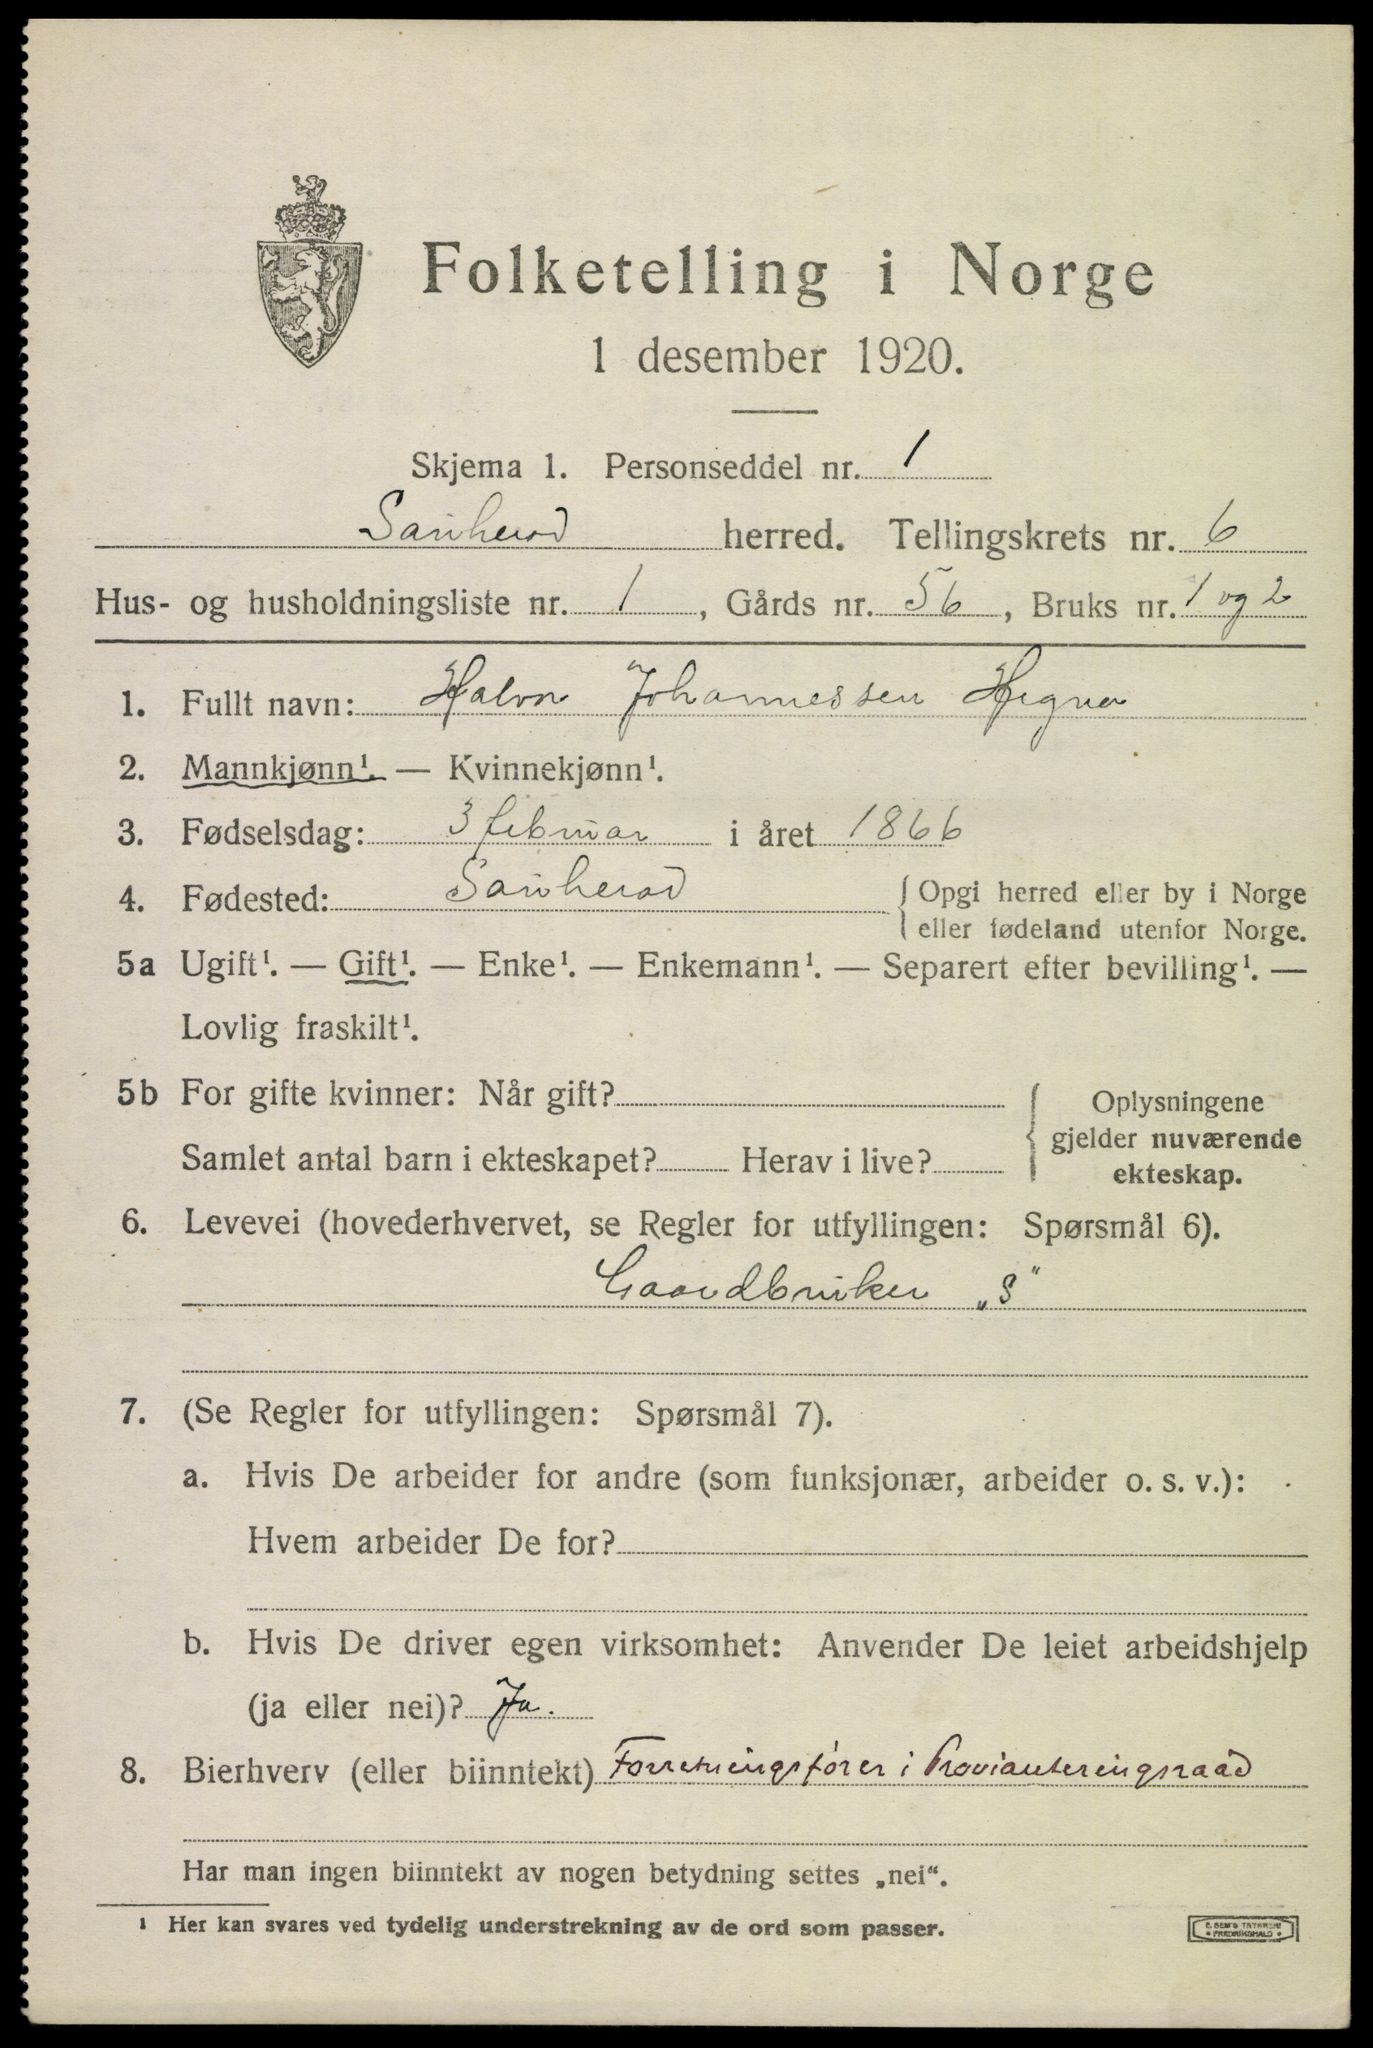 Folketelling i Norge
1 desember 1920.
Skjema 1. Personseddel nr. 1
Sauherad herred. Tellingskrets nr. 6
Hus- og husholdningsliste nr. 1, Gårds nr. 56, Bruks nr. 1 og 2
1. Fullt navn: Halvor Johannessen Hegna
2. Mannkjønn¹. — Kvinnekjønn¹.
3. Fødselsdag: 3 februar i året 1866
4. Fødested: Sauherad { Opgi herred eller by i Norge
eller fødeland utenfor Norge.
5a Ugift¹. — Gift¹. — Enke¹. — Enkemann¹. — Separert efter bevilling¹. —
Lovlig fraskilt¹.
5b For gifte kvinner: Når gift?
Samlet antal barn i ekteskapet? Herav i live?
{ Oplysningene
gjelder nuværende
ekteskap.
6. Levevei (hovederhvervet, se Regler for utfyllingen: Spørsmål 6).
Gaardbruker „S“
7. (Se Regler for utfyllingen: Spørsmål 7).
a. Hvis De arbeider for andre (som funksjonær, arbeider o. s. v.):
Hvem arbeider De for?
b. Hvis De driver egen virksomhet: Anvender De leiet arbeidshjelp
(ja eller nei)? Ja.
8. Bierhverv (eller biinntekt) Forretningsfører i Provianteringsraad
Har man ingen biinntekt av nogen betydning settes „nei“.
¹ Her kan svares ved tydelig understrekning av de ord som passer.
E. SEM'S TRYKKERI
FREDRIKSHALD